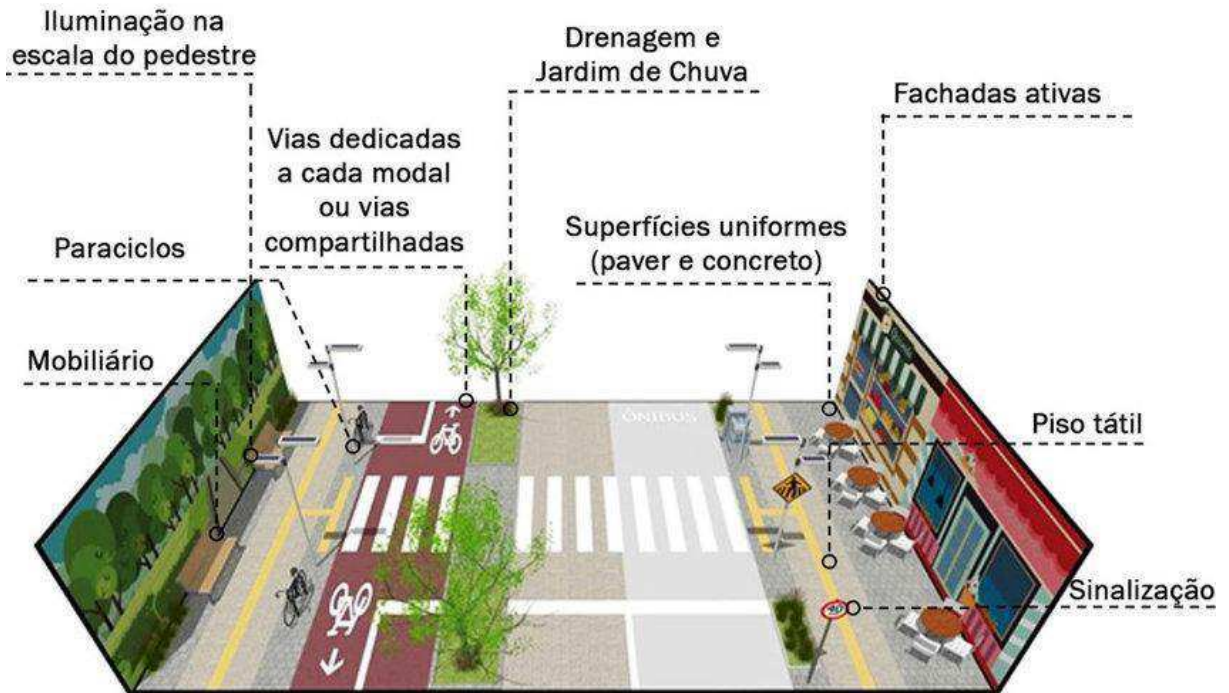 Iluminação na
escala do pedestre
Drenagem e
Jardim de Chuva
Fachadas ativas
Vias dedicadas
a cada modal
ou vias
compartilhadas
Superfícies uniformes
(paver e concreto)
Paraciclos
Mobiliário
ÔNIBUS
Piso tátil
Sinalização